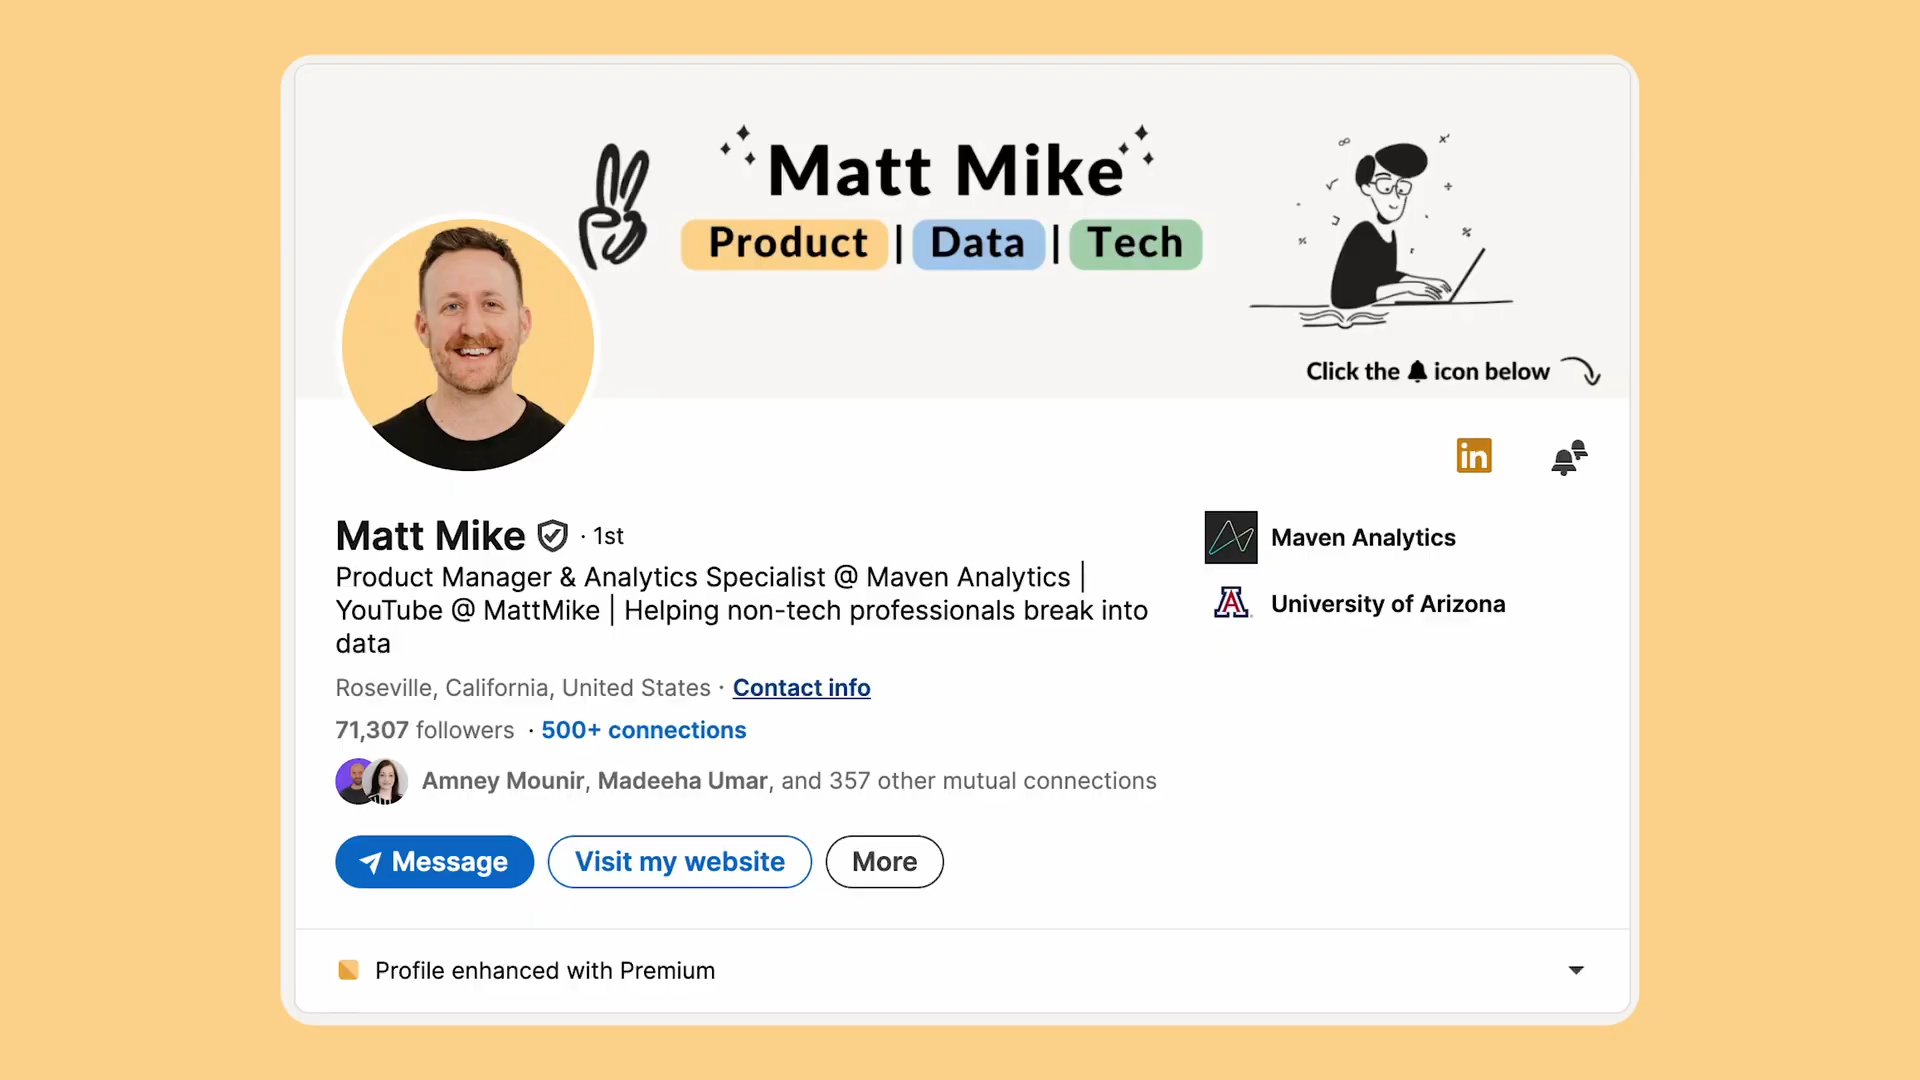 Matt Mike
Product | Data | Tech
Click the icon below
in
Matt Mike · 1st
Product Manager & Analytics Specialist @ Maven Analytics |
YouTube @ MattMike | Helping non-tech professionals break into
data
Maven Analytics
A
University of Arizona
Roseville, California, United States · Contact info
71,307 followers · 500+ connections
Amney Mounir, Madeeha Umar, and 357 other mutual connections
Message
Visit my website
More
Profile enhanced with Premium